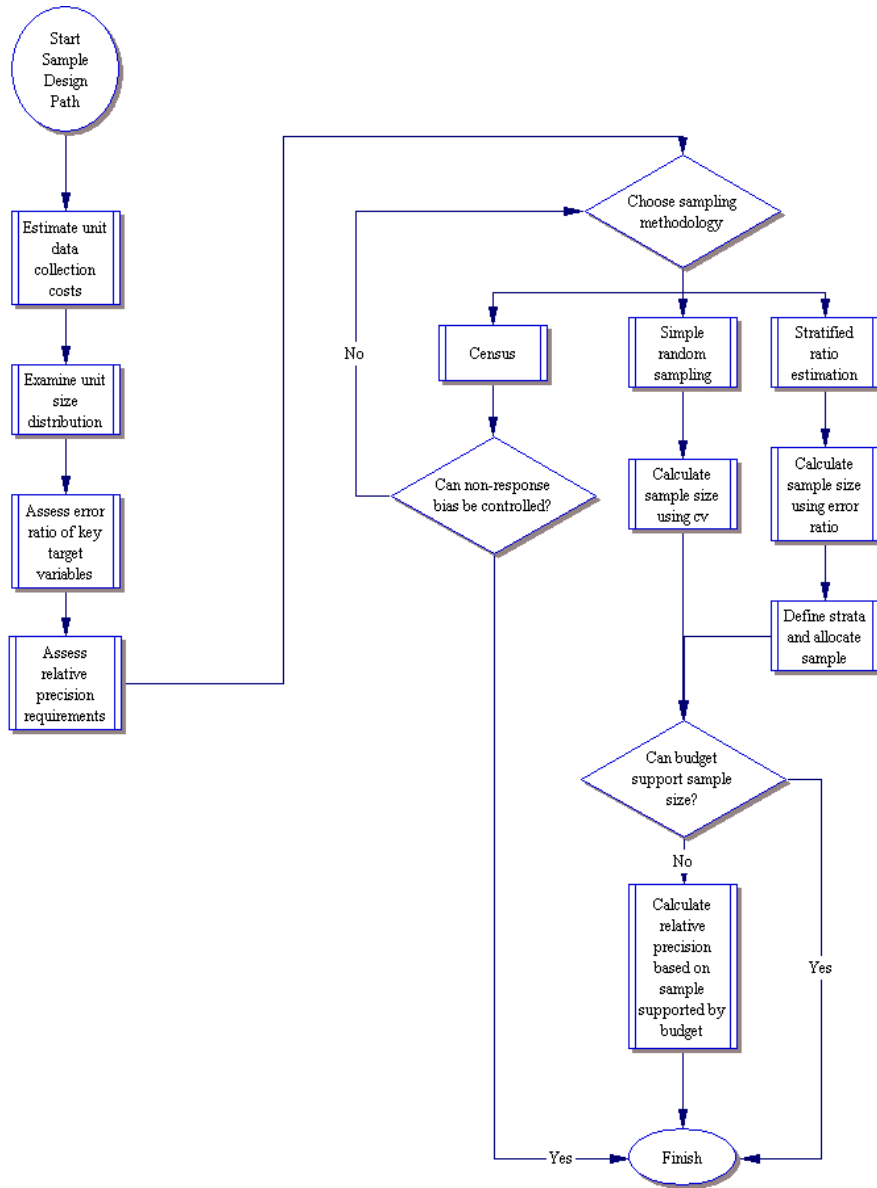 Start
Sample
Design
Path
Estimate unit
data
collection
costs
Examine unit
size
distribution
Assess error
ratio of key
target
variables
Assess
relative
precision
requirements
Choose sampling
methodology
No
Census
Simple
random
sampling
Stratified
ratio
estimation
Can non-response
bias be controlled?
Calculate
sample size
using cv
Calculate
sample size
using error
ratio
Define strata
and allocate
sample
Can budget
support sample
size?
No
Calculate
relative
precision
based on
sample
supported by
budget
Yes
Yes
Finish